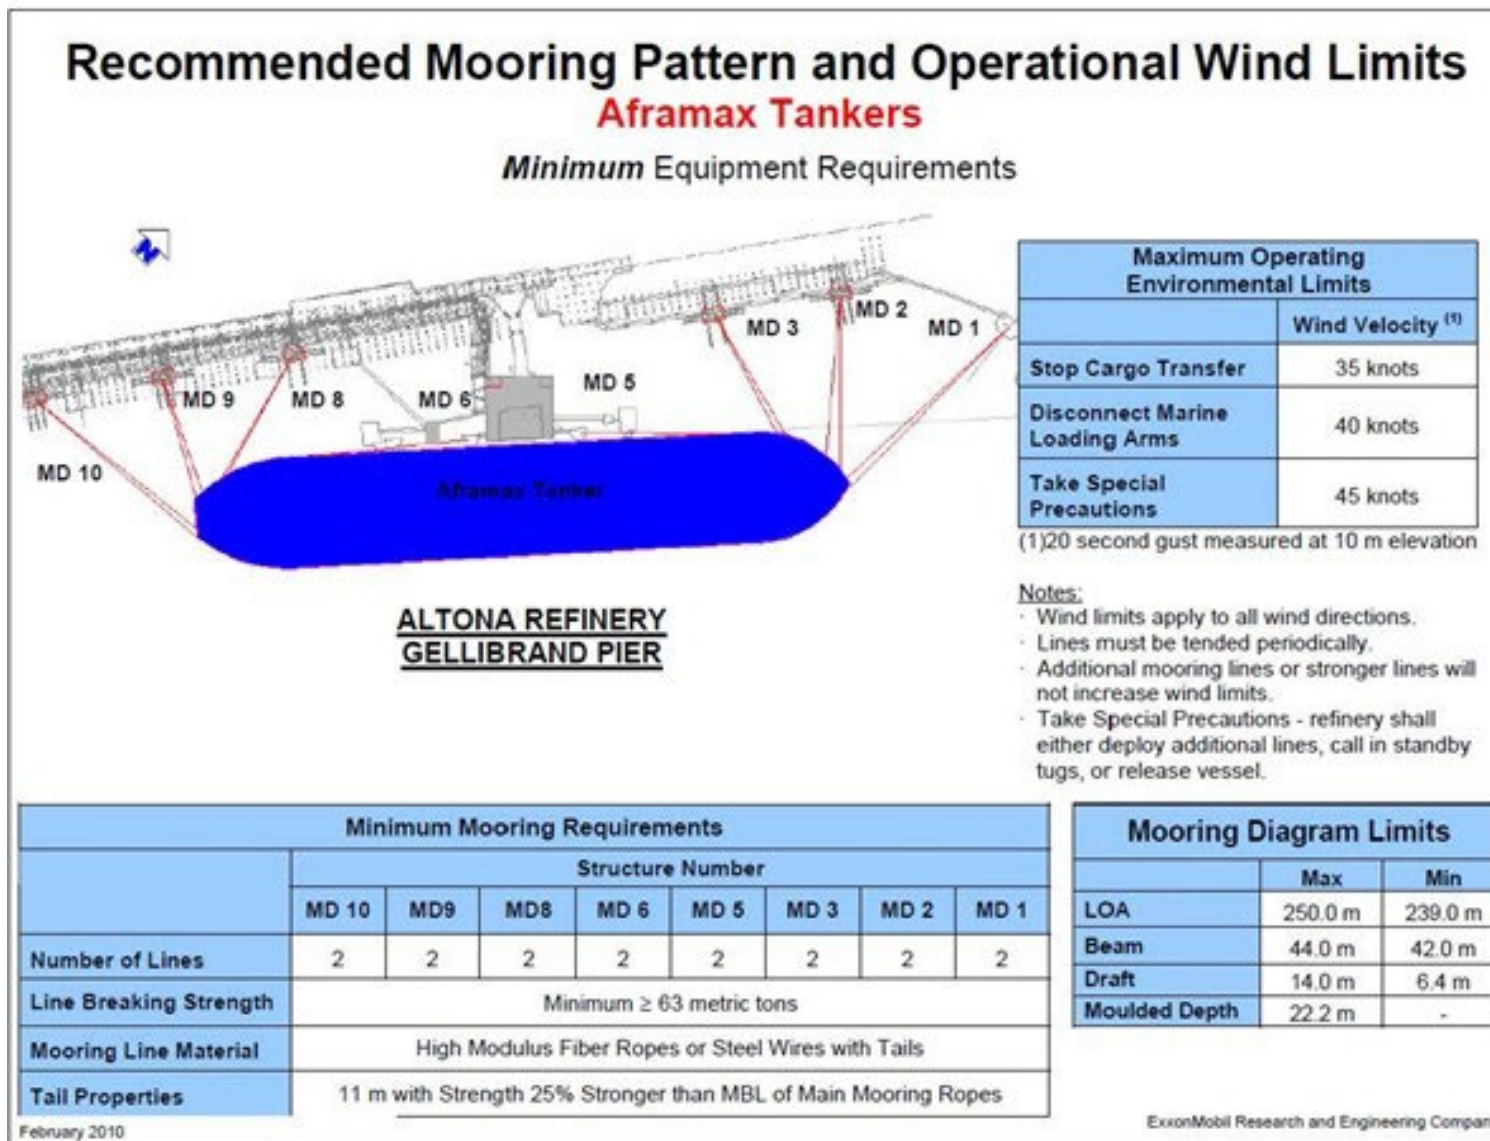 Recommended Mooring Pattern and Operational Wind Limits
Aframax Tankers
Minimum Equipment Requirements
N
MD 10
MD 9
MD 8
MD 6
MD 5
MD 3
MD 2
MD 1
Aframax Tanker
ALTONA REFINERY
GELLIBRAND PIER
Maximum Operating
Environmental Limits
Wind Velocity (1)
Stop Cargo Transfer 35 knots
Disconnect Marine
Loading Arms 40 knots
Take Special
Precautions 45 knots
(1)20 second gust measured at 10 m elevation
Notes:
· Wind limits apply to all wind directions.
· Lines must be tended periodically.
· Additional mooring lines or stronger lines will
not increase wind limits.
· Take Special Precautions - refinery shall
either deploy additional lines, call in standby
tugs, or release vessel.
Minimum Mooring Requirements
Structure Number
MD 10 MD9 MD8 MD 6 MD 5 MD 3 MD 2 MD 1
Number of Lines 2 2 2 2 2 2 2 2
Line Breaking Strength Minimum ≥ 63 metric tons
Mooring Line Material High Modulus Fiber Ropes or Steel Wires with Tails
Tail Properties 11 m with Strength 25% Stronger than MBL of Main Mooring Ropes
Mooring Diagram Limits
Max Min
LOA 250.0 m 239.0 m
Beam 44.0 m 42.0 m
Draft 14.0 m 6.4 m
Moulded Depth 22.2 m -
February 2010
ExxonMobil Research and Engineering Compan